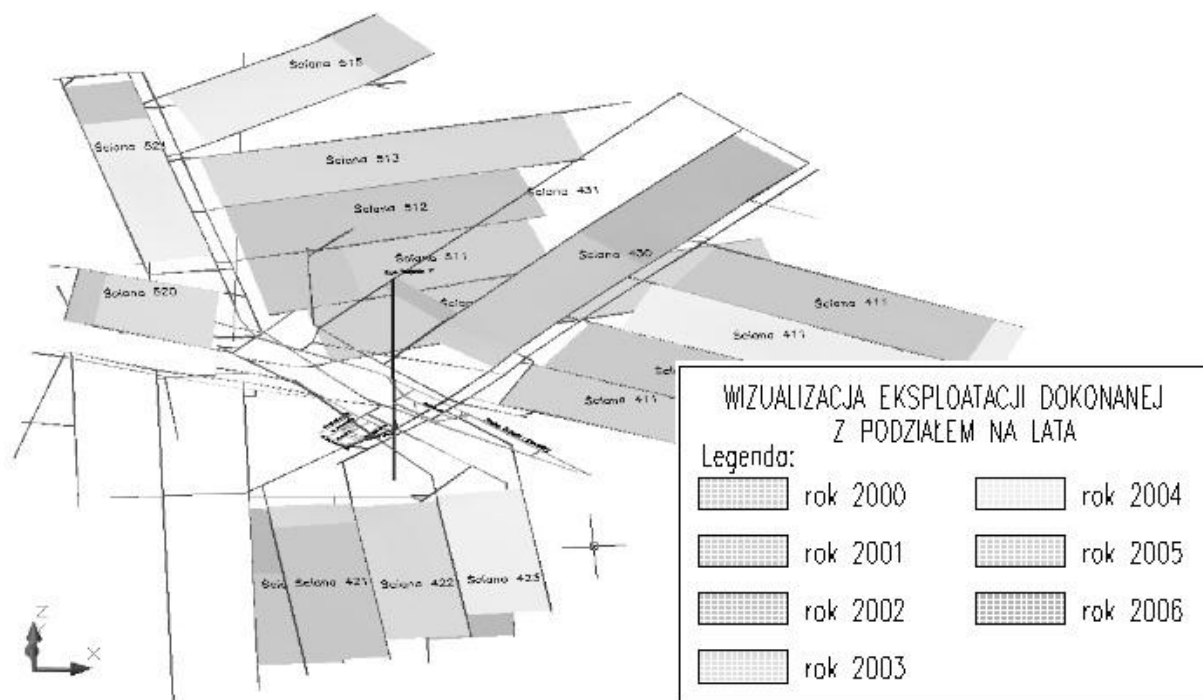 Ściana 515
Ściana 521
Ściana 513
Ściana 431
Ściana 512
Ściana 511
Ściana 430
Ściana 520
Ściana 411
Ściana 411
Ściana 411
Ściana 421
Ściana 422
Ściana 423
Z
X
WIZUALIZACJA EKSPLOATACJI DOKONANEJ
Z PODZIAŁEM NA LATA
Legenda:
rok 2000
rok 2004
rok 2001
rok 2005
rok 2002
rok 2006
rok 2003